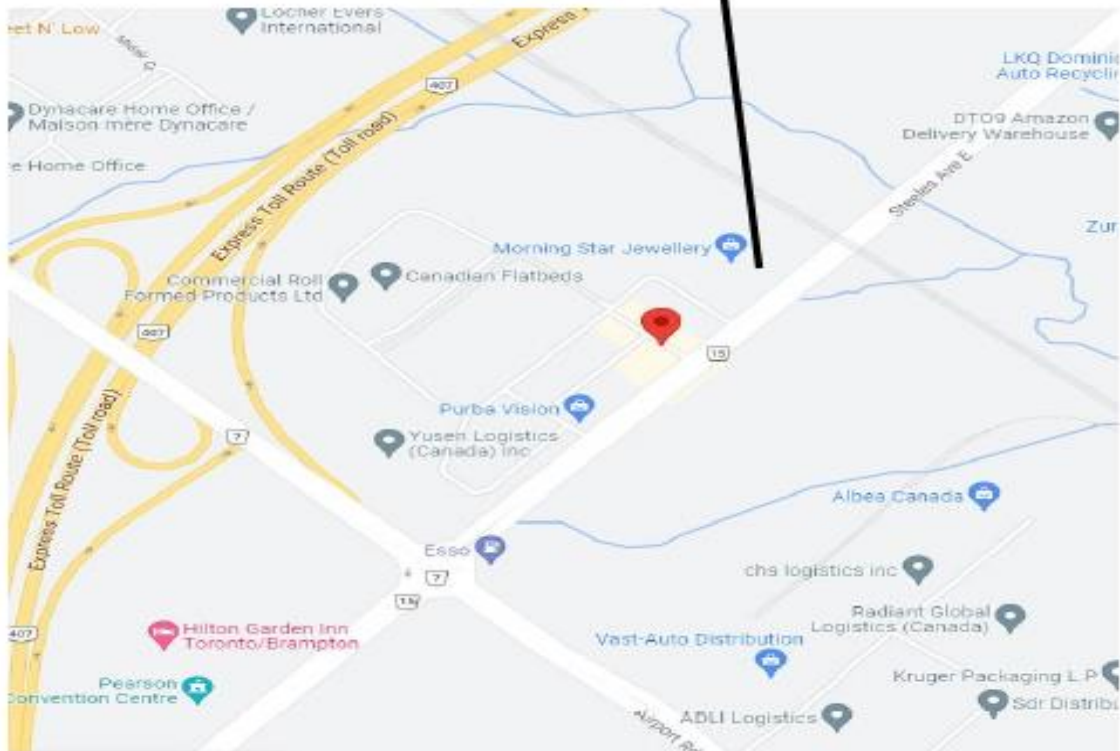 Locher Evers
International
eet N' Low
Express
407
LKQ Dominic
Auto Recyclin
Dynacare Home Office /
Maison mère Dynacare
DTO9 Amazon
Delivery Warehouse
e Home Office
Express Toll Route (Toll road)
Steeles Ave E
Zur
Morning Star Jewellery
Commercial Roll
Formed Products Ltd
Canadian Flatbeds
407
15
Purba Vision
7
Yusen Logistics
(Canada) Inc
Express Toll Route (Toll road)
Albea Canada
Esso
7
15
chs logistics inc
Radiant Global
Logistics (Canada)
407
Hilton Garden Inn
Toronto/Brampton
Vast-Auto Distribution
Pearson
Convention Centre
Kruger Packaging L.P
Sdr Distribu
ADLI Logistics
Airport Ro